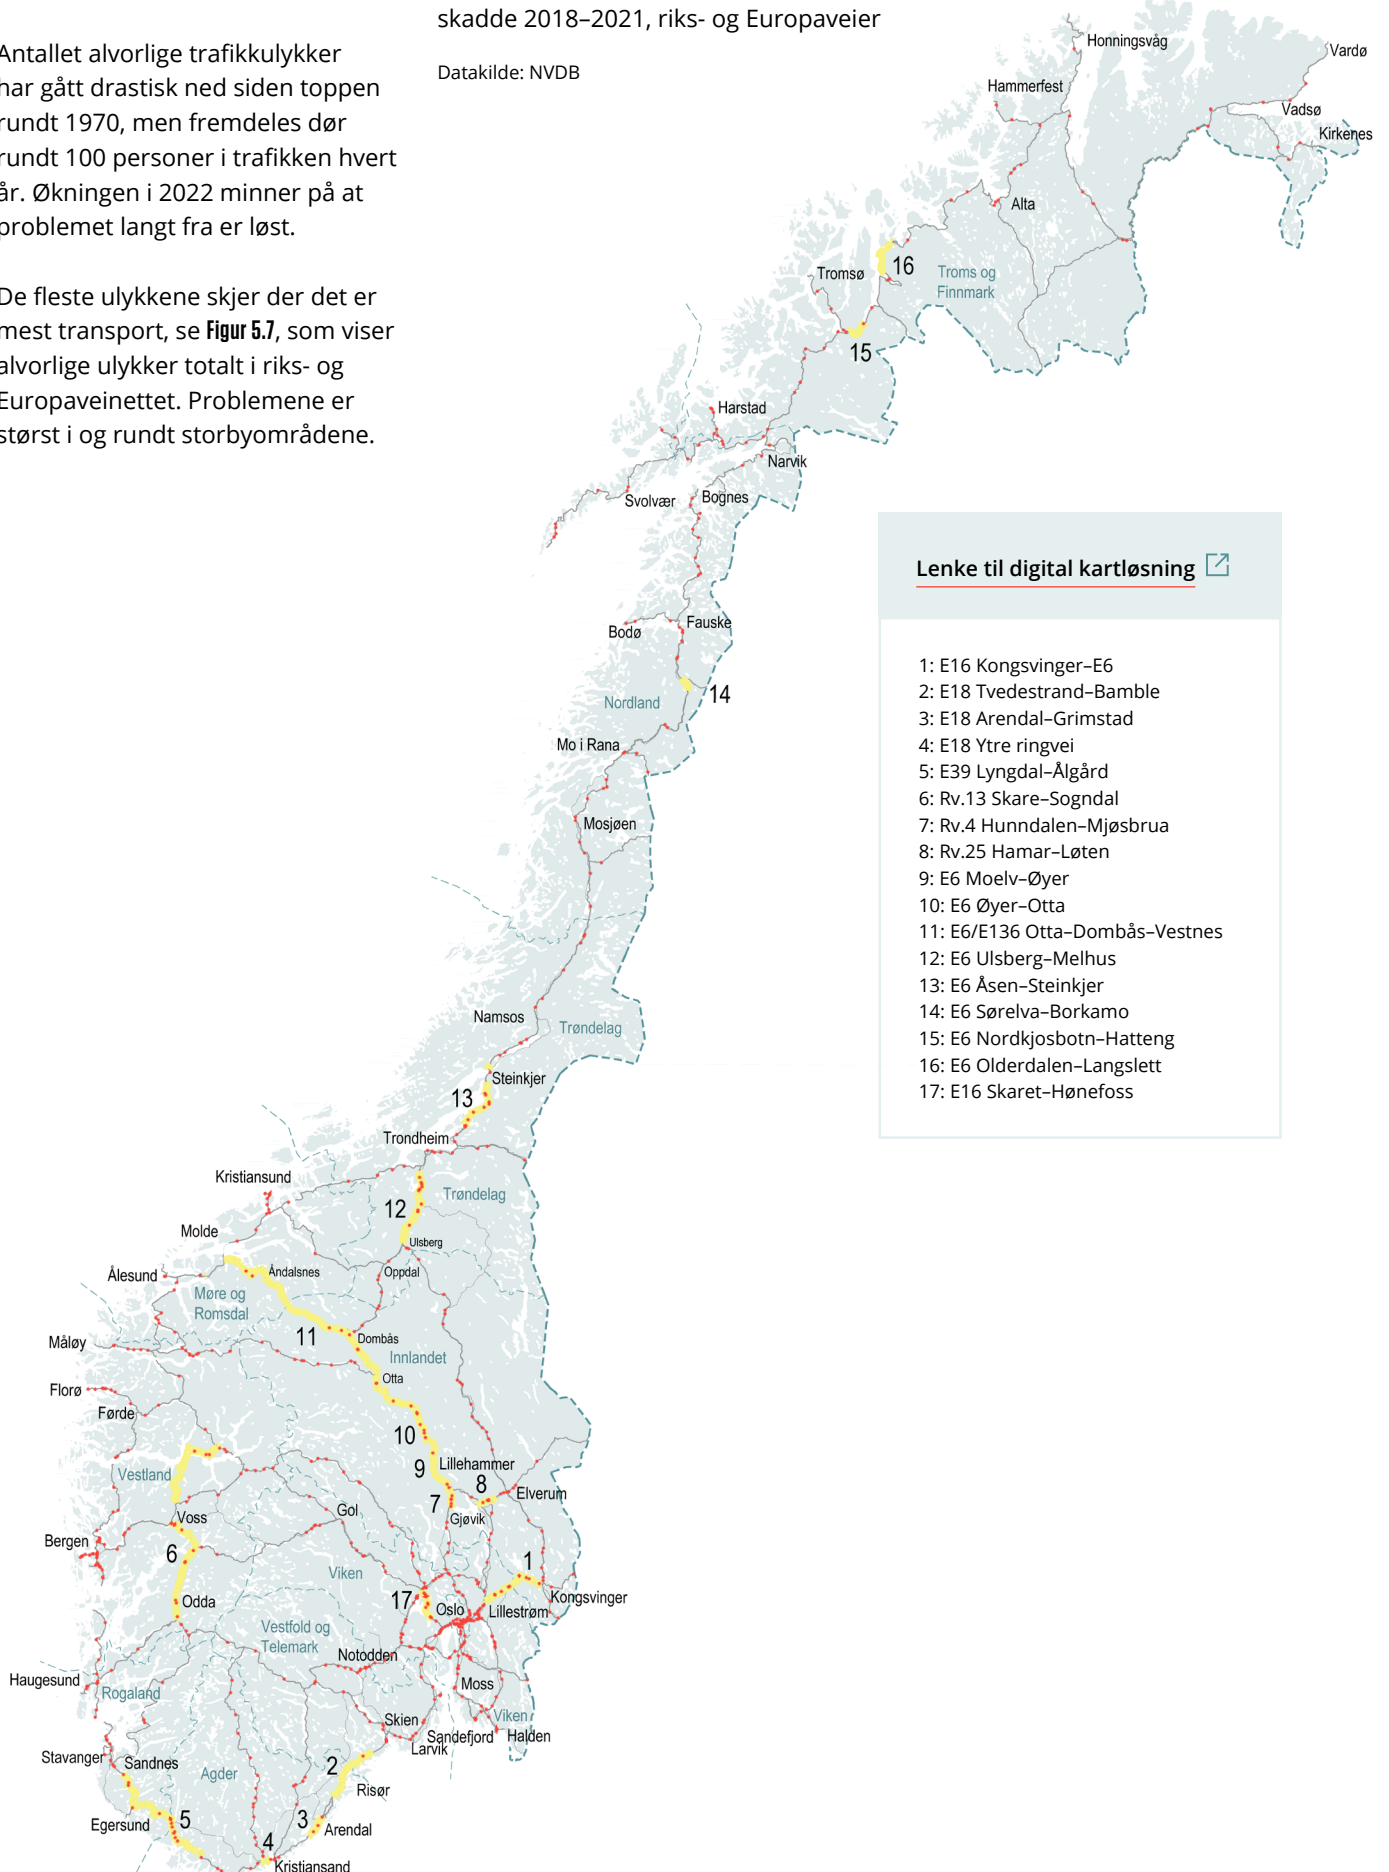 skadde 2018–2021, riks- og Europaveier
Datakilde: NVDB
Antallet alvorlige trafikkulykker
har gått drastisk ned siden toppen
rundt 1970, men fremdeles dør
rundt 100 personer i trafikken hvert
år. Økningen i 2022 minner på at
problemet langt fra er løst.
De fleste ulykkene skjer der det er
mest transport, se Figur 5.7, som viser
alvorlige ulykker totalt i riks- og
Europaveinettet. Problemene er
størst i og rundt storbyområdene.
Honningsvåg
Vardø
Hammerfest
Vadsø
Kirkenes
Alta
16
Tromsø
Troms og
Finnmark
15
Harstad
Narvik
Svolvær
Bognes
Lenke til digital kartløsning
1: E16 Kongsvinger–E6
2: E18 Tvedestrand–Bamble
3: E18 Arendal–Grimstad
4: E18 Ytre ringvei
5: E39 Lyngdal–Ålgård
6: Rv.13 Skare–Sogndal
7: Rv.4 Hunndalen–Mjøsbrua
8: Rv.25 Hamar–Løten
9: E6 Moelv–Øyer
10: E6 Øyer–Otta
11: E6/E136 Otta–Dombås–Vestnes
12: E6 Ulsberg–Melhus
13: E6 Åsen–Steinkjer
14: E6 Sørelva–Borkamo
15: E6 Nordkjosbotn–Hatteng
16: E6 Olderdalen–Langslett
17: E16 Skaret–Hønefoss
Fauske
Bodø
14
Nordland
Mo i Rana
Mosjøen
Namsos
Trøndelag
Steinkjer
13
Trondheim
Kristiansund
Trøndelag
12
Molde
Ulsberg
Ålesund
Åndalsnes
Oppdal
Møre og
Romsdal
11
Dombås
Måløy
Innlandet
Otta
Florø
Førde
10
Lillehammer
9
Vestland
8
Elverum
7
Gol
Gjøvik
Voss
Bergen
6
1
Viken
17
Kongsvinger
Odda
Oslo
Lillestrøm
Vestfold og
Telemark
Notodden
Haugesund
Moss
Rogaland
Viken
Skien
Sandefjord
Halden
Larvik
Stavanger
Sandnes
2
Agder
Risør
5
3
Egersund
Arendal
4
Kristiansand